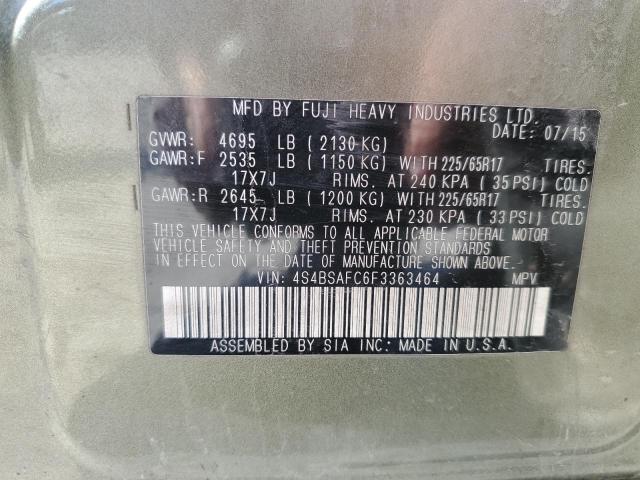 MFD BY FUJI HEAVY INDUSTRIES LTD.
DATE: 07/15
GVWR: 4695 LB ( 2130 KG)
GAWR:F 2535 LB ( 1150 KG) WITH 225/65R17 TIRES.
17X7J RIMS. AT 240 KPA ( 35 PSI) COLD
GAWR:R 2645 LB ( 1200 KG) WITH 225/65R17 TIRES.
17X7J RIMS. AT 230 KPA ( 33 PSI) COLD
THIS VEHICLE CONFORMS TO ALL APPLICABLE FEDERAL MOTOR
VEHICLE SAFETY AND THEFT PREVENTION STANDARDS
IN EFFECT ON THE DATE OF MANUFACTURE SHOWN ABOVE.
VIN: 4S4BSAFC6F3363464 MPV
ASSEMBLED BY SIA INC: MADE IN U.S.A.